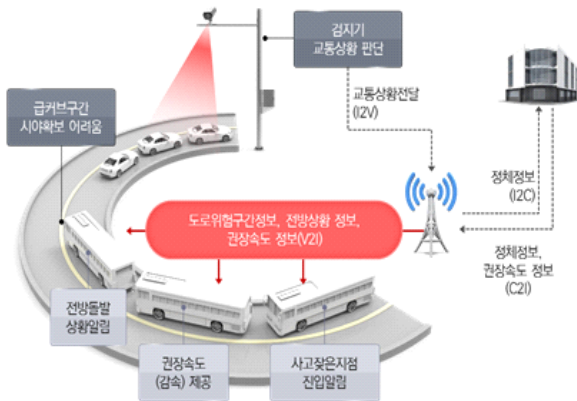 검지기
교통상황 판단
교통상황전달
(I2V)
급커브구간
시야확보 어려움
정체정보
(I2C)
도로위험구간정보, 전방상황 정보,
권장속도 정보(V2I)
정체정보,
권장속도 정보
(C2I)
전방돌발
상황알림
권장속도
(감속) 제공
사고잦은지점
진입알림